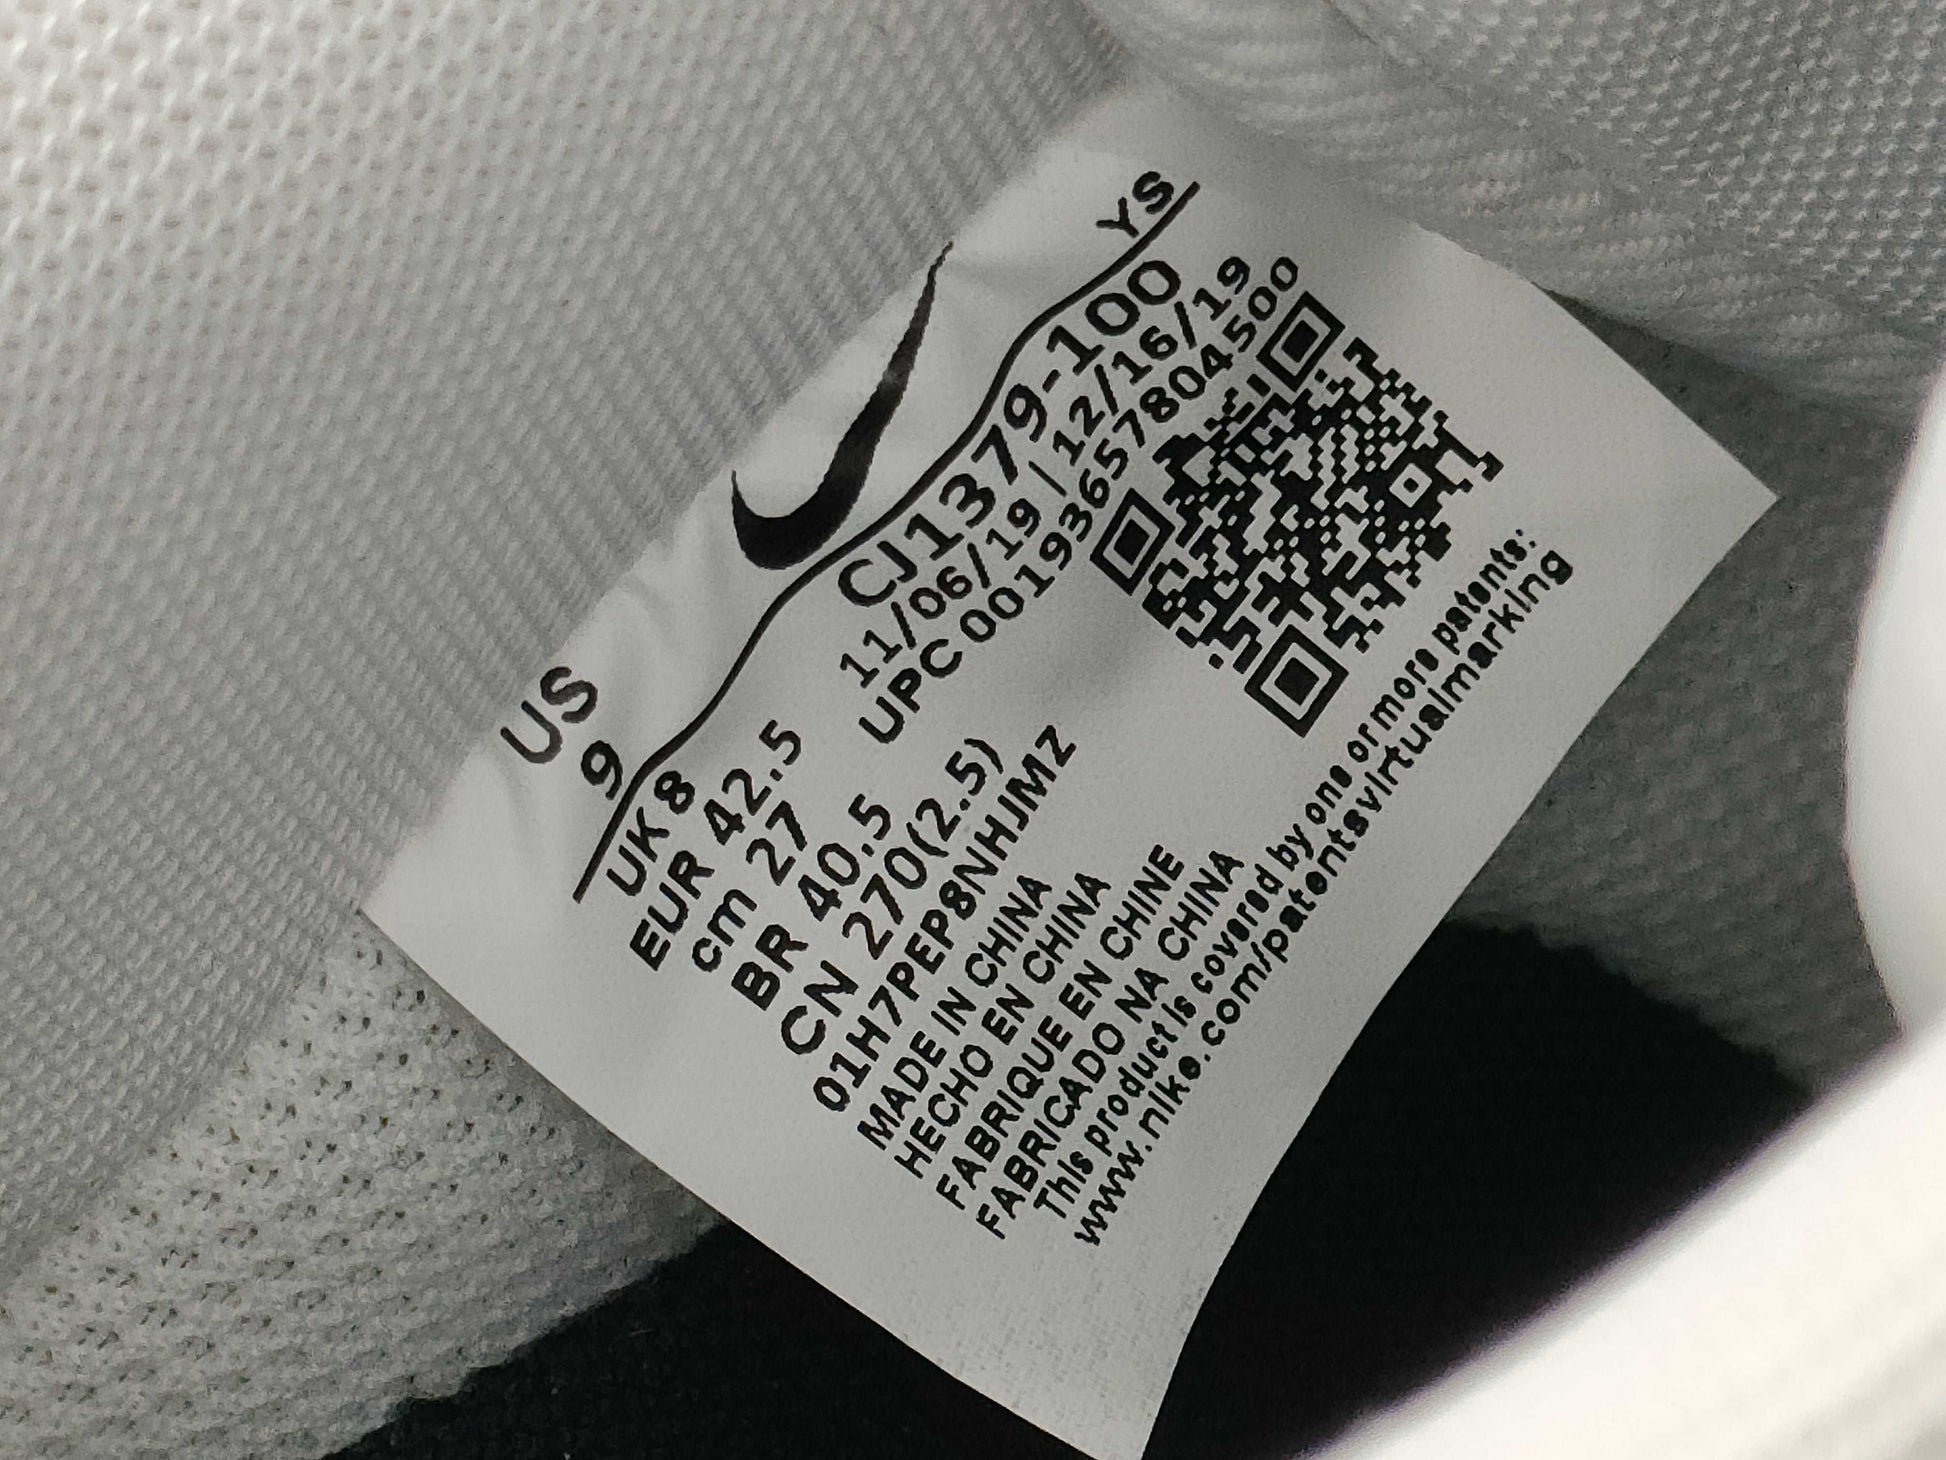 US
9
YS
UK 8
EUR 42.5
cm 27
BR 40.5
CN 270(2.5)
CJ1379-100
11/06/19 | 12/16/19
UPC 00193657804500
01H7PEP8NHJMZ
MADE IN CHINA
HECHO EN CHINA
FABRIQUE EN CHINE
FABRICADO NA CHINA
This product is covered by one or more patents:
www.nike.com/patentsvirtualmarking